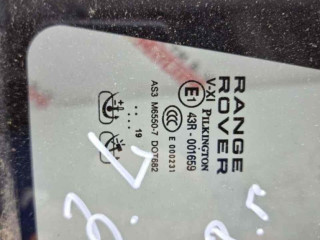 RANGE
ROVER
V-XI PILKINGTON
E1 43R - 001659
CCC E 000231
AS3 M6550-7 DOT682
.. 19
..